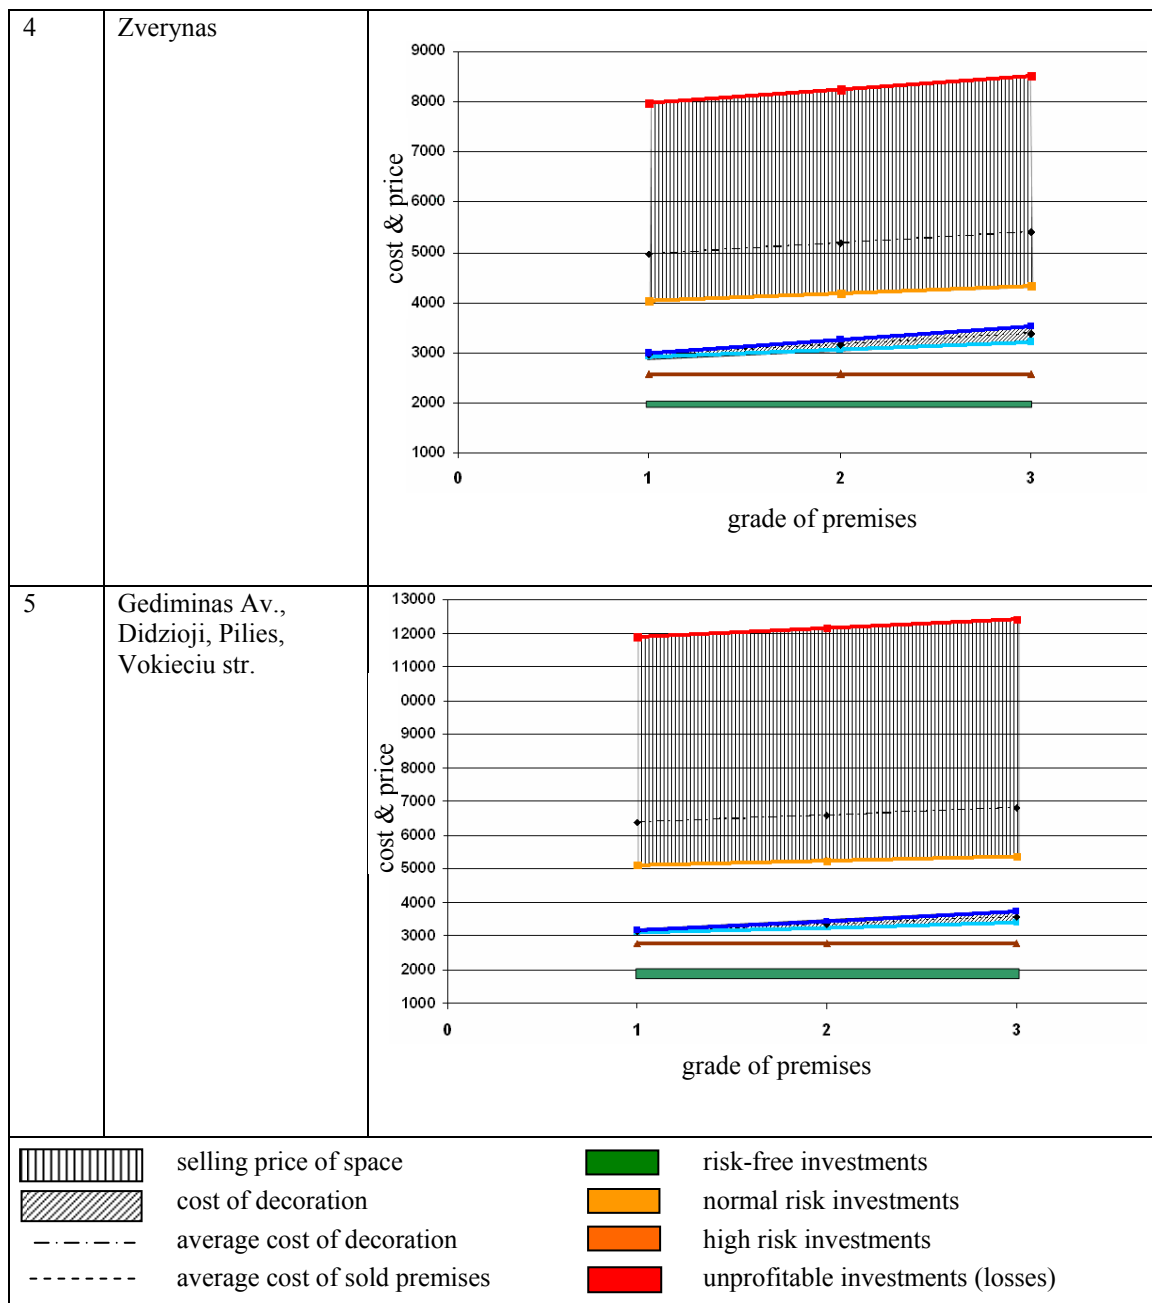 4 Zverynas
9000
8000
7000
6000
5000
4000
3000
2000
1000
cost & price
0 1 2 3
grade of premises
5 Gediminas Av.,
Didzioji, Pilies,
Vokieciu str.
13000
12000
11000
0000
9000
8000
7000
6000
5000
4000
3000
2000
1000
cost & price
0 1 2 3
grade of premises
selling price of space risk-free investments
cost of decoration normal risk investments
average cost of decoration high risk investments
average cost of sold premises unprofitable investments (losses)